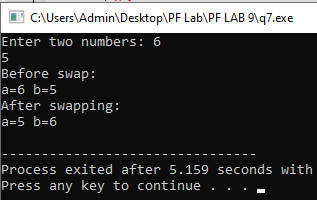 C:\Users\Admin\Desktop\PF Lab\PF LAB 9\q7.exe
Enter two numbers: 6
5
Before swap:
a=6 b=5
After swapping:
a=5 b=6
--------------------------------
Process exited after 5.159 seconds with
Press any key to continue . . .